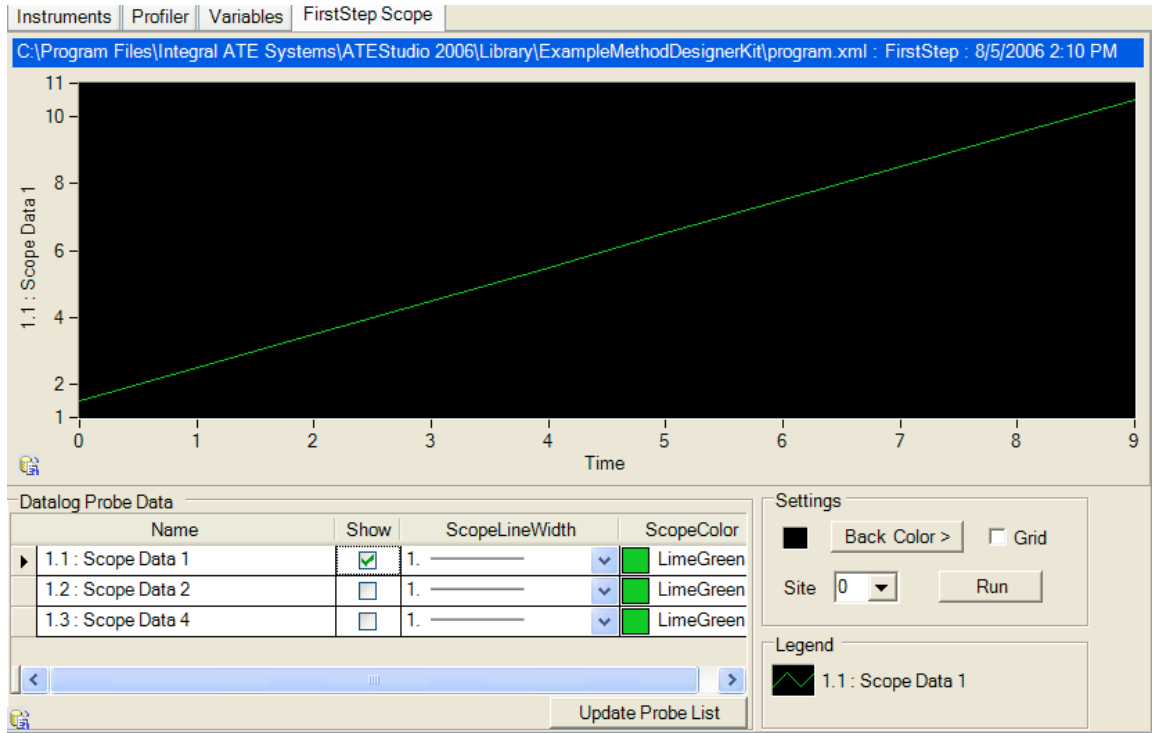 Instruments Profiler Variables FirstStep Scope
C:\Program Files\Integral ATE Systems\ATEStudio 2006\Library\ExampleMethodDesignerKit\program.xml : FirstStep : 8/5/2006 2:10 PM
1.1 : Scope Data 1
11
10
8
6
4
2
1
0 1 2 3 4 5 6 7 8 9
Time
Datalog Probe Data
Name Show ScopeLineWidth ScopeColor
1.1 : Scope Data 1 1. LimeGreen
1.2 : Scope Data 2 1. LimeGreen
1.3 : Scope Data 4 1. LimeGreen
Update Probe List
Settings
Back Color > Grid
Site 0 Run
Legend
1.1 : Scope Data 1